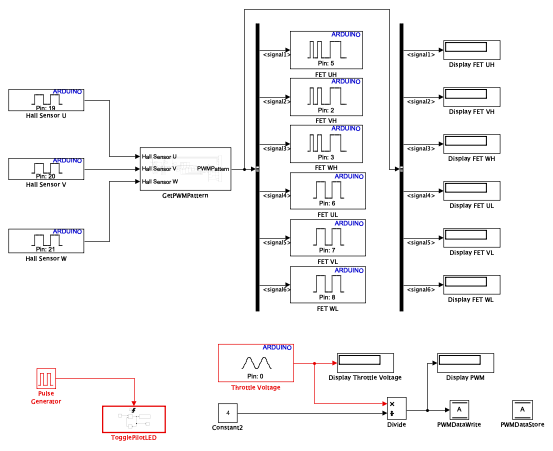 ARDUINO
Pin: 19
Hall Sensor U
ARDUINO
Pin: 20
Hall Sensor V
ARDUINO
Pin: 21
Hall Sensor W
Hall Sensor U
Hall Sensor V
Hall Sensor W
PWMPattern
GetPWMPattern
<signal1>
<signal2>
<signal3>
<signal4>
<signal5>
<signal6>
ARDUINO
Pin: 5
FET UH
ARDUINO
Pin: 2
FET VH
ARDUINO
Pin: 3
FET WH
ARDUINO
Pin: 6
FET UL
ARDUINO
Pin: 7
FET VL
ARDUINO
Pin: 8
FET WL
<signal1>
<signal2>
<signal3>
<signal4>
<signal5>
<signal6>
Display FET UH
Display FET VH
Display FET WH
Display FET UL
Display FET VL
Display FET WL
Pulse
Generator
TogglePilotLED
ARDUINO
Pin: 0
Throttle Voltage
Display Throttle Voltage
Display PWM
4
Constant2
×
÷
Divide
A
PWMDataWrite
A
PWMDataStore